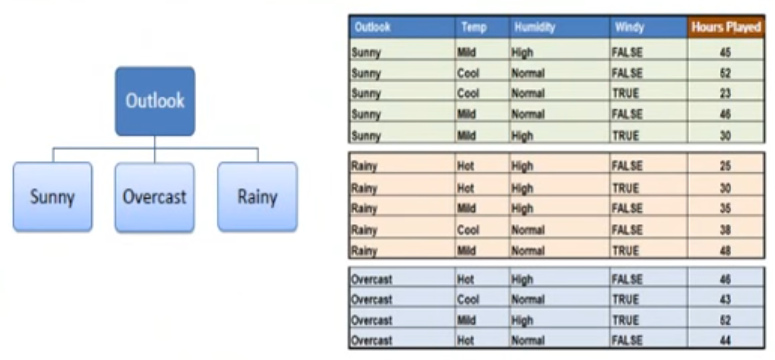 Outlook
Sunny Overcast Rainy
Outlook Temp Humidity Windy Hours Played
Sunny Mild High FALSE 45
Sunny Cool Normal FALSE 52
Sunny Cool Normal TRUE 23
Sunny Mild Normal FALSE 46
Sunny Mild High TRUE 30
Rainy Hot High FALSE 25
Rainy Hot High TRUE 30
Rainy Mild High FALSE 35
Rainy Cool Normal FALSE 38
Rainy Mild Normal TRUE 48
Overcast Hot High FALSE 46
Overcast Cool Normal TRUE 43
Overcast Mild High TRUE 52
Overcast Hot Normal FALSE 44